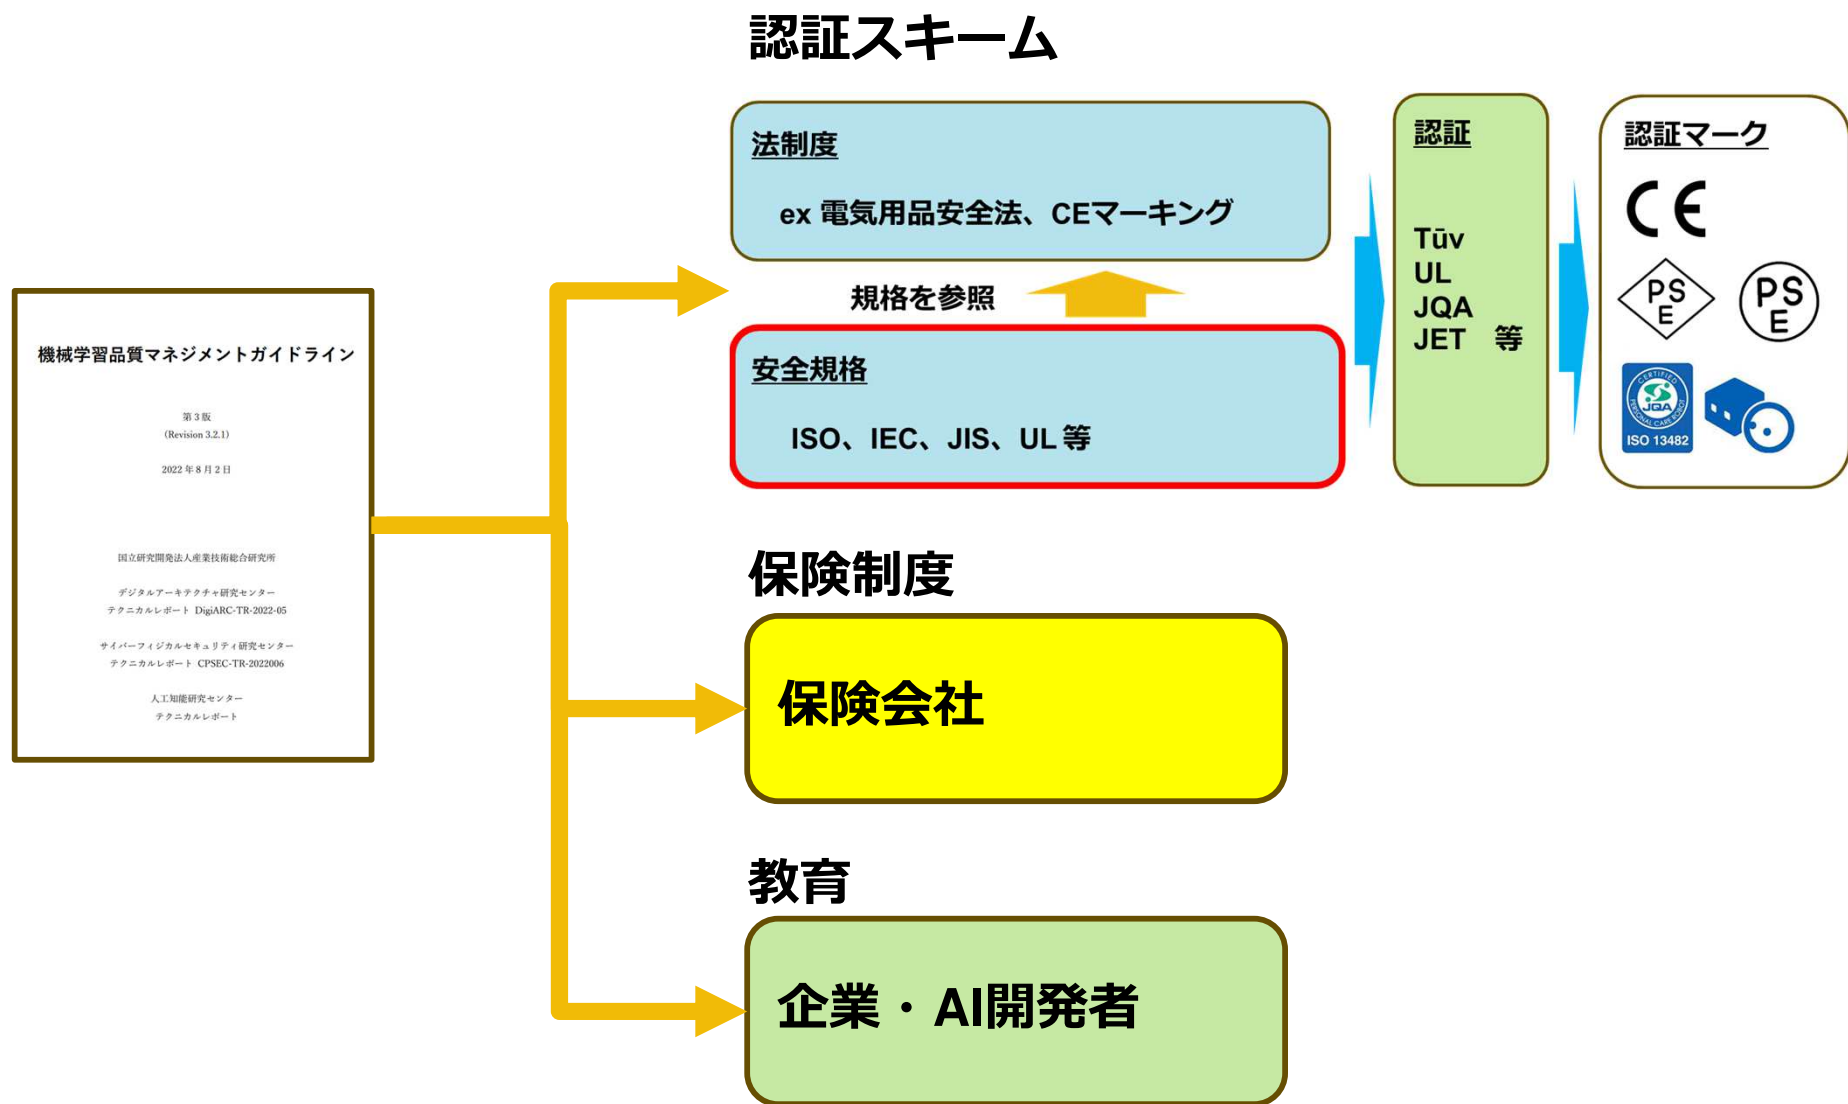 認証スキーム
法制度
ex 電気用品安全法、CEマーキング
規格を参照
安全規格
ISO、IEC、JIS、UL 等
認証
Tūv
UL
JQA
JET 等
認証マーク
CE
PS
E
PS
E
CERTIFIED
JQA
PERSONAL CARE ROBOT
ISO 13482
機械学習品質マネジメントガイドライン
第 3 版
(Revision 3.2.1)
2022 年 8 月 2 日
国立研究開発法人産業技術総合研究所
デジタルアーキテクチャ研究センター
テクニカルレポート DigiARC-TR-2022-05
サイバーフィジカルセキュリティ研究センター
テクニカルレポート CPSEC-TR-2022006
人工知能研究センター
テクニカルレポート
保険制度
保険会社
教育
企業・AI開発者